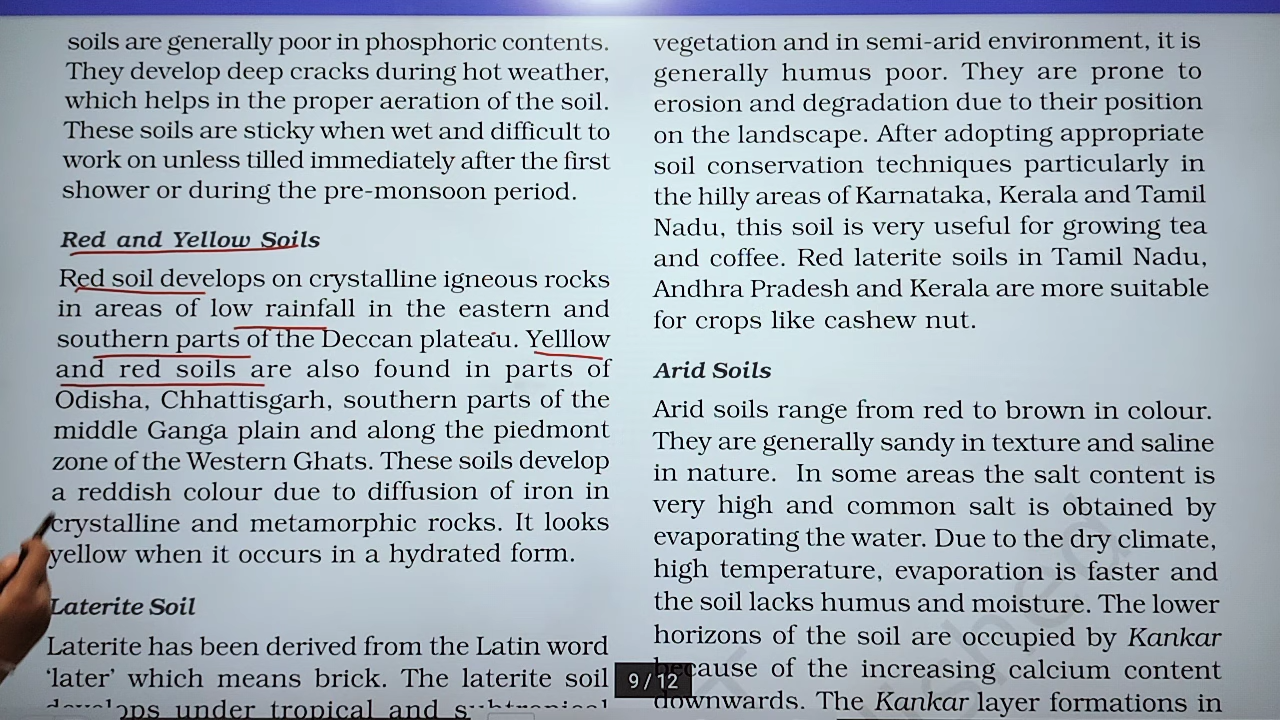 soils are generally poor in phosphoric contents.
They develop deep cracks during hot weather,
which helps in the proper aeration of the soil.
These soils are sticky when wet and difficult to
work on unless tilled immediately after the first
shower or during the pre-monsoon period.
Red and Yellow Soils
Red soil develops on crystalline igneous rocks
in areas of low rainfall in the eastern and
southern parts of the Deccan plateau. Yelllow
and red soils are also found in parts of
Odisha, Chhattisgarh, southern parts of the
middle Ganga plain and along the piedmont
zone of the Western Ghats. These soils develop
a reddish colour due to diffusion of iron in
crystalline and metamorphic rocks. It looks
yellow when it occurs in a hydrated form.
Laterite Soil
Laterite has been derived from the Latin word
‘later’ which means brick. The laterite soil
under tropical and
vegetation and in semi-arid environment, it is
generally humus poor. They are prone to
erosion and degradation due to their position
on the landscape. After adopting appropriate
soil conservation techniques particularly in
the hilly areas of Karnataka, Kerala and Tamil
Nadu, this soil is very useful for growing tea
and coffee. Red laterite soils in Tamil Nadu,
Andhra Pradesh and Kerala are more suitable
for crops like cashew nut.
Arid Soils
Arid soils range from red to brown in colour.
They are generally sandy in texture and saline
in nature. In some areas the salt content is
very high and common salt is obtained by
evaporating the water. Due to the dry climate,
high temperature, evaporation is faster and
the soil lacks humus and moisture. The lower
horizons of the soil are occupied by Kankar
because of the increasing calcium content
downwards. The Kankar layer formations in
9 / 12